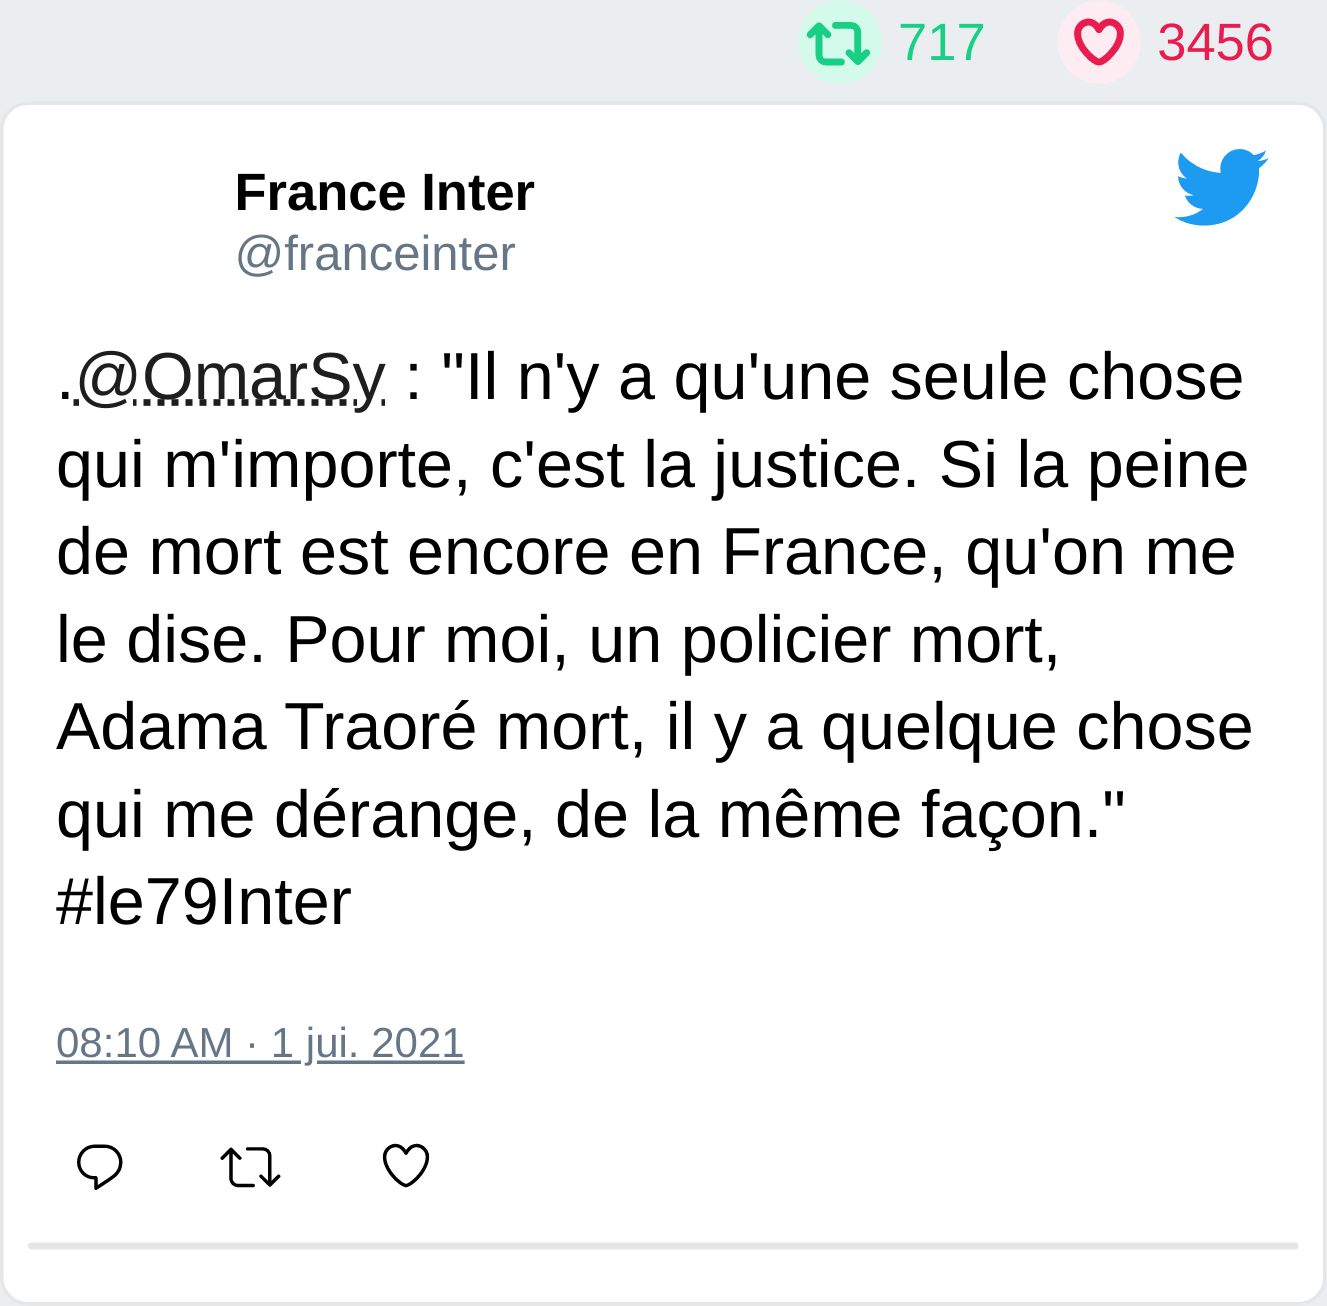 717 3456
France Inter
@franceinter
.@OmarSy : "Il n'y a qu'une seule chose
qui m'importe, c'est la justice. Si la peine
de mort est encore en France, qu'on me
le dise. Pour moi, un policier mort,
Adama Traoré mort, il y a quelque chose
qui me dérange, de la même façon."
#le79Inter
08:10 AM · 1 jui. 2021